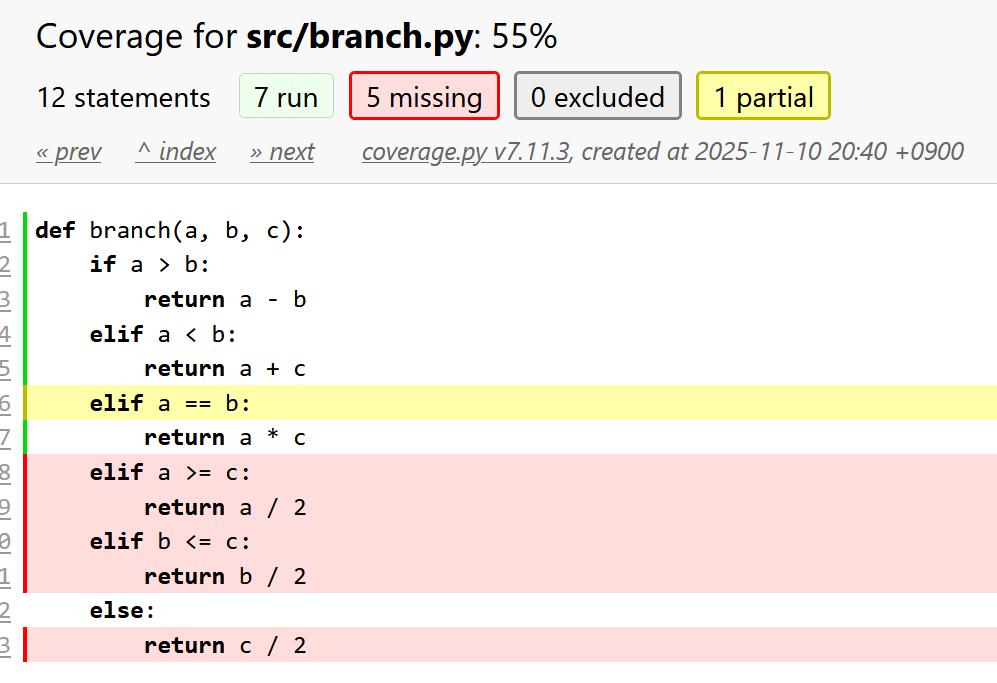 Coverage for src/branch.py: 55%
12 statements 7 run 5 missing 0 excluded 1 partial
« prev ^ index » next coverage.py v7.11.3, created at 2025-11-10 20:40 +0900
1 def branch(a, b, c):
2     if a > b:
3         return a - b
4     elif a < b:
5         return a + c
6     elif a == b:
7         return a * c
8     elif a >= c:
9         return a / 2
0     elif b <= c:
1         return b / 2
2     else:
3         return c / 2